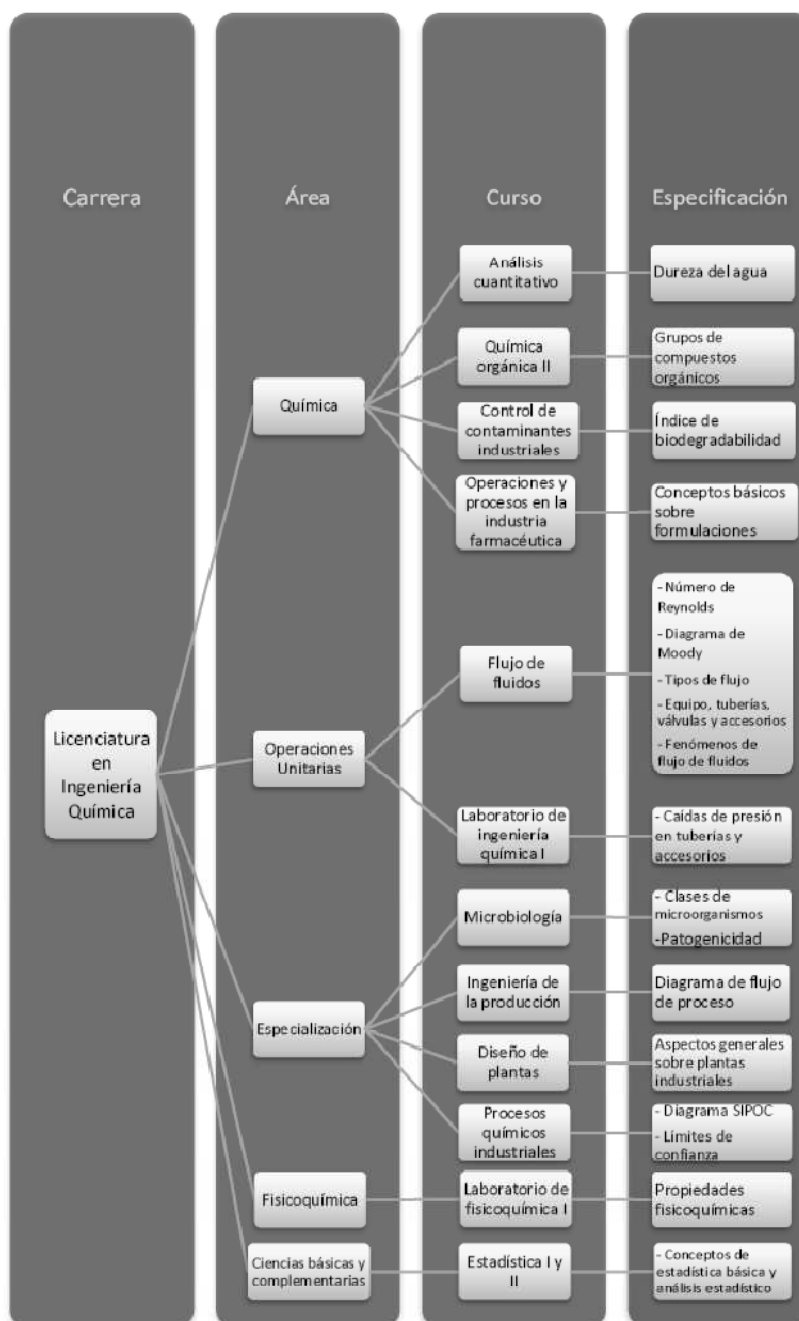 Carrera
Área
Curso
Especificación
Licenciatura
en
Ingeniería
Química
Química
Análisis
cuantitativo
Dureza del agua
Química
orgánica II
Grupos de
compuestos
orgánicos
Control de
contaminantes
industriales
Índice de
biodegradabilidad
Operaciones y
procesos en la
industria
farmacéutica
Conceptos básicos
sobre
formulaciones
Operaciones
Unitarias
Flujo de
fluidos
- Número de
Reynolds
- Diagrama de
Moody
- Tipos de flujo
- Equipo, tuberías,
válvulas y accesorios
- Fenómenos de
flujo de fluidos
Laboratorio de
ingeniería
química I
- Caídas de presión
en tuberías y
accesorios
Especialización
Microbiología
- Clases de
microorganismos
-Patogenicidad
Ingeniería de
la producción
Diagrama de flujo
de proceso
Diseño de
plantas
Aspectos generales
sobre plantas
industriales
Procesos
químicos
industriales
- Diagrama SIPOC
- Limites de
confianza
Fisicoquímica
Laboratorio de
fisicoquímica I
Propiedades
fisicoquímicas
Ciencias básicas y
complementarias
Estadística I y
II
- Conceptos de
estadística básica y
análisis estadístico